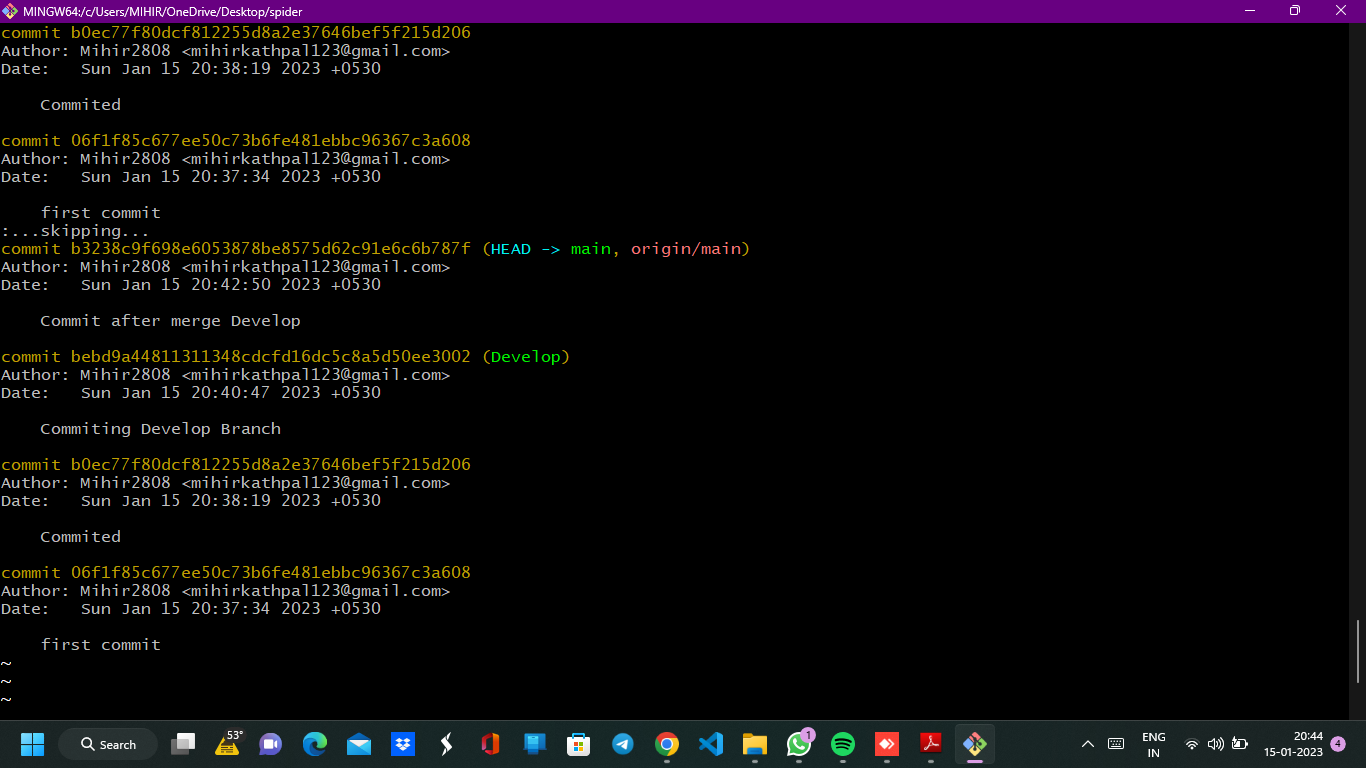 MINGW64:/c/Users/MIHIR/OneDrive/Desktop/spider
commit b0ec77f80dcf812255d8a2e37646bef5f215d206
Author: Mihir2808 <mihirkathpal123@gmail.com>
Date:   Sun Jan 15 20:38:19 2023 +0530
Commited
commit 06f1f85c677ee50c73b6fe481ebbc96367c3a608
Author: Mihir2808 <mihirkathpal123@gmail.com>
Date:   Sun Jan 15 20:37:34 2023 +0530
first commit
:...skipping...
commit b3238c9f698e6053878be8575d62c91e6c6b787f (HEAD -> main, origin/main)
Author: Mihir2808 <mihirkathpal123@gmail.com>
Date:   Sun Jan 15 20:42:50 2023 +0530
Commit after merge Develop
commit bebd9a44811311348cdcfd16dc5c8a5d50ee3002 (Develop)
Author: Mihir2808 <mihirkathpal123@gmail.com>
Date:   Sun Jan 15 20:40:47 2023 +0530
Commiting Develop Branch
commit b0ec77f80dcf812255d8a2e37646bef5f215d206
Author: Mihir2808 <mihirkathpal123@gmail.com>
Date:   Sun Jan 15 20:38:19 2023 +0530
Commited
commit 06f1f85c677ee50c73b6fe481ebbc96367c3a608
Author: Mihir2808 <mihirkathpal123@gmail.com>
Date:   Sun Jan 15 20:37:34 2023 +0530
first commit
~
~
~
Search
53°
1
ENG
IN
20:44
15-01-2023
4